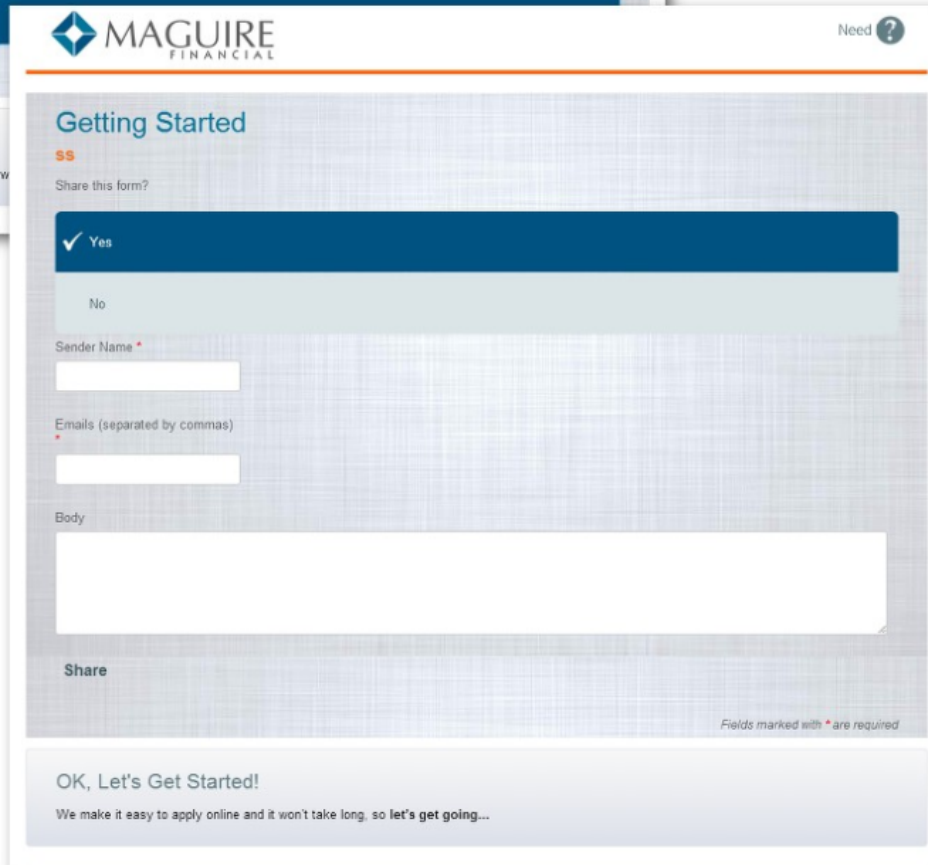 MAGUIRE
FINANCIAL
Need ?
Getting Started
ss
Share this form?
Yes
No
Sender Name *
Emails (separated by commas)
*
Body
Share
Fields marked with * are required
OK, Let's Get Started!
We make it easy to apply online and it won't take long, so let's get going...
w